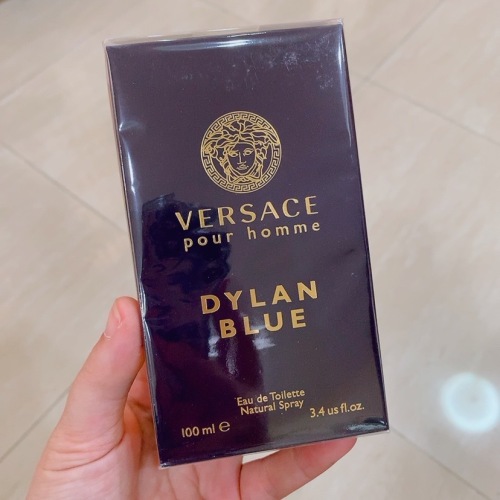 VERSACE
pour homme
DYLAN
BLUE
Eau de Toilette
Natural Spray
100 ml ℮ 3.4 us fl.oz.